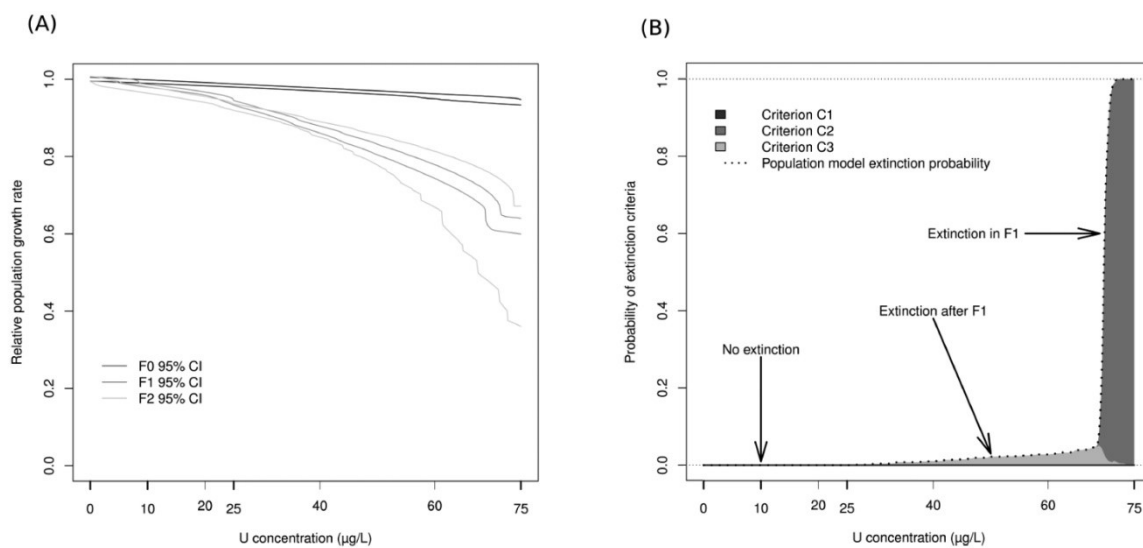 (A)
Relative population growth rate
1.0
0.8
0.6
0.4
0.2
0.0
F0 95% CI
F1 95% CI
F2 95% CI
0 10 20 25 40 60 75
U concentration (µg/L)
(B)
Probability of extinction criteria
1.0
0.8
0.6
0.4
0.2
0.0
Criterion C1
Criterion C2
Criterion C3
Population model extinction probability
Extinction in F1
Extinction after F1
No extinction
0 10 20 25 40 60 75
U concentration (µg/L)